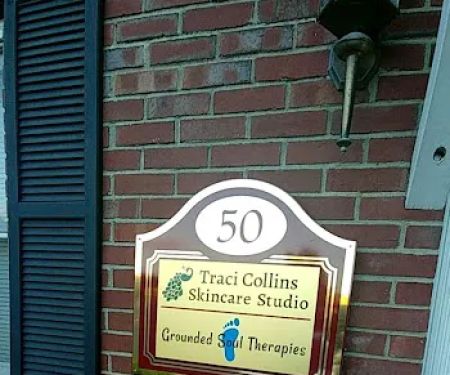 50
Traci Collins
Skincare Studio
Grounded Soul Therapies